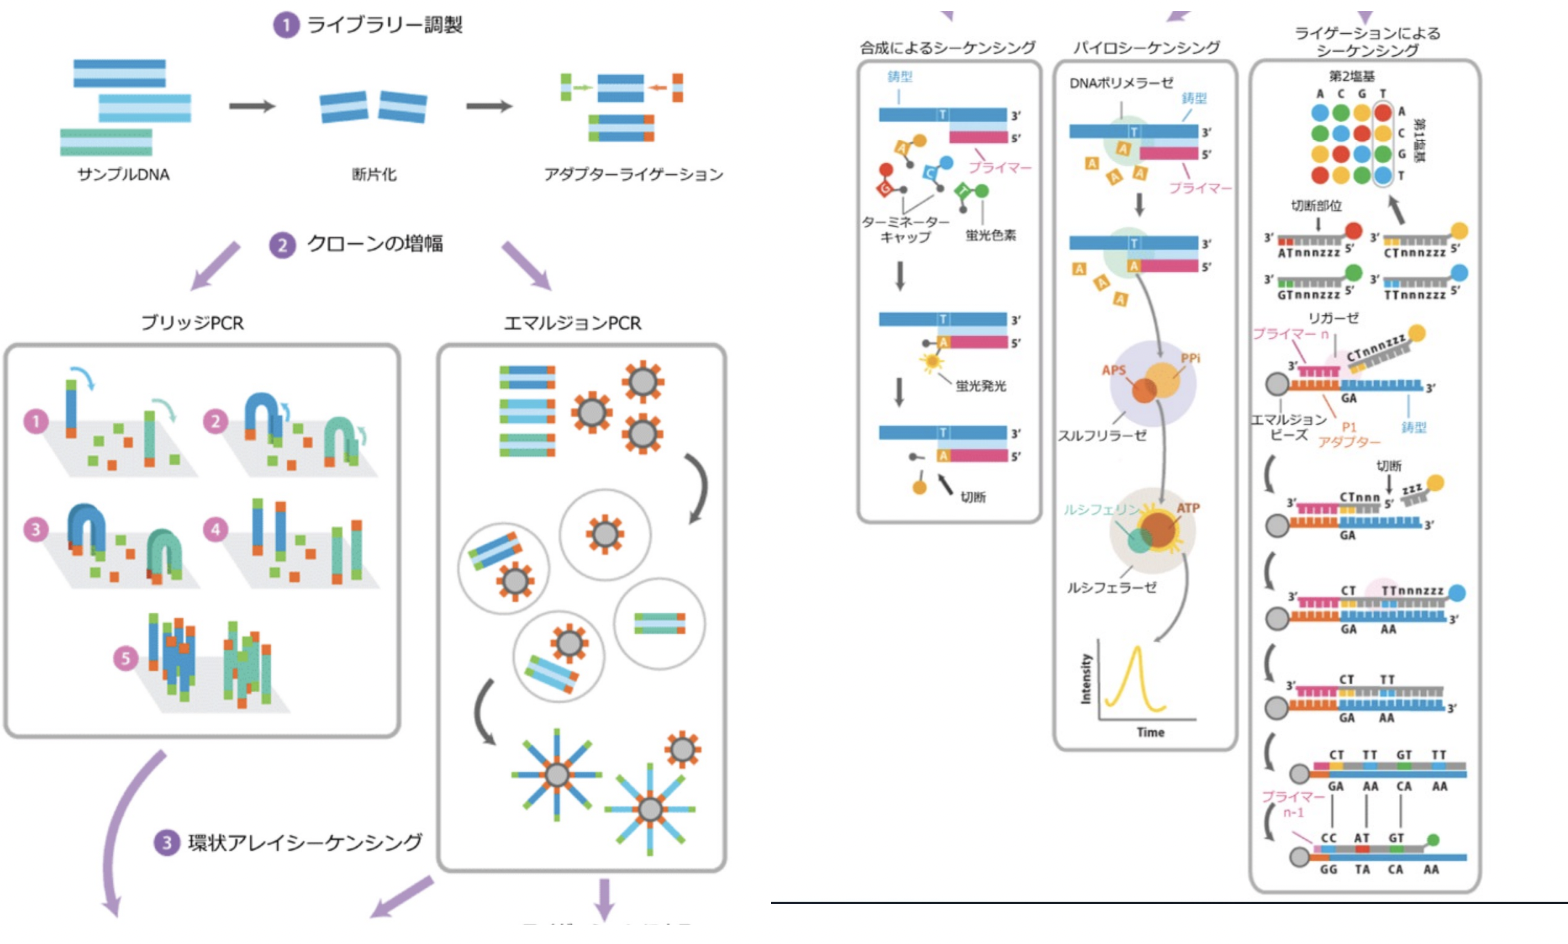 1 ライブラリー調製
サンプルDNA
断片化
アダプターライゲーション
2 クローンの増幅
ブリッジPCR
1
2
3
4
5
エマルジョンPCR
3 環状アレイシーケンシング
合成によるシーケンシング
鋳型
T 3′
5′
プライマー
A
C
G
T
ターミネーター
キャップ
蛍光色素
T 3′
A 5′
蛍光発光
T 3′
A 5′
切断
パイロシーケンシング
DNAポリメラーゼ
鋳型
T 3′
5′
A
A A A
プライマー
T 3′
A 5′
A
A
A
APS
PPi
スルフリラーゼ
ルシフェリン
ATP
ルシフェラーゼ
Intensity
Time
ライゲーションによる
シーケンシング
第2塩基
A C G T
A
C
G
T
第1塩基
切断部位
3′ 5′
ATnnnzzz
3′ 5′
CTnnnzzz
3′ 5′
GTnnnzzz
3′ 5′
TTnnnzzz
リガーゼ
プライマー n
CTnnnzzz
3′
3′
GA
エマルジョン
ビーズ
P1
アダプター
鋳型
切断
3′ CTnnn 5′ zzz
3′
GA
3′ CT TTnnnzzz
3′
GA AA
3′ CT TT
3′
GA AA
CT TT GT TT
GA AA CA AA
プライマー
n-1
CC AT GT
GG TA CA AA